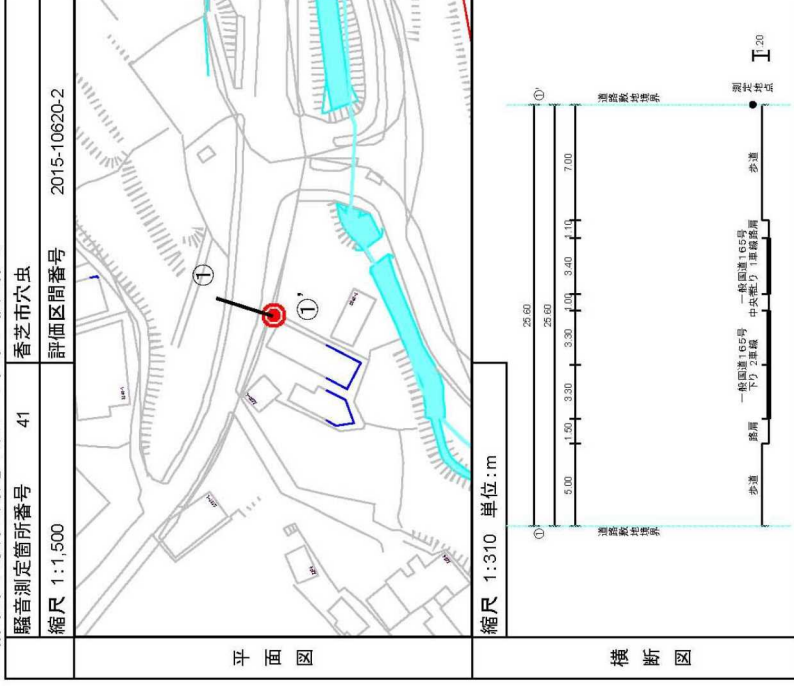 騒音測定箇所番号 41 香芝市穴虫
縮尺 1:1,500 評価区間番号 2015-10620-2
平面図
①
①'
縮尺 1:310 単位:m
横断図
① ①'
25.60
25.60
5.00 1.50 3.30 3.30 1.00 3.40 1.10 7.00
道路敷地境界
道路敷地境界
測定地点
1.20
一般国道165号 一般国道165号
歩道 路肩 下り 2車線 中央帯 上り 1車線 路肩 歩道